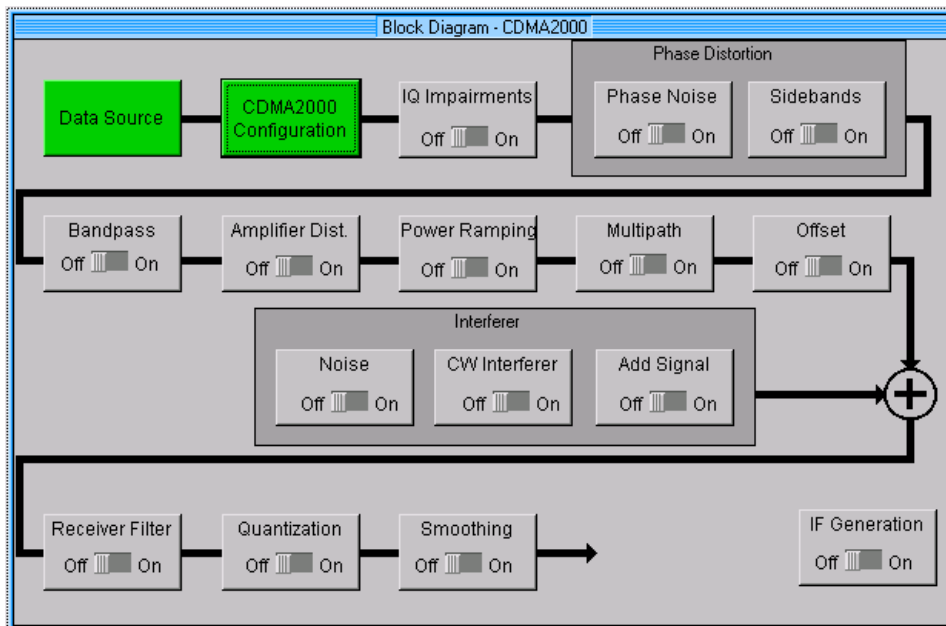 Block Diagram - CDMA2000
Phase Distortion
Data Source
CDMA2000
Configuration
IQ Impairments
Off On
Phase Noise
Off On
Sidebands
Off On
Bandpass
Off On
Amplifier Dist.
Off On
Power Ramping
Off On
Multipath
Off On
Offset
Off On
Interferer
Noise
Off On
CW Interferer
Off On
Add Signal
Off On
Receiver Filter
Off On
Quantization
Off On
Smoothing
Off On
IF Generation
Off On